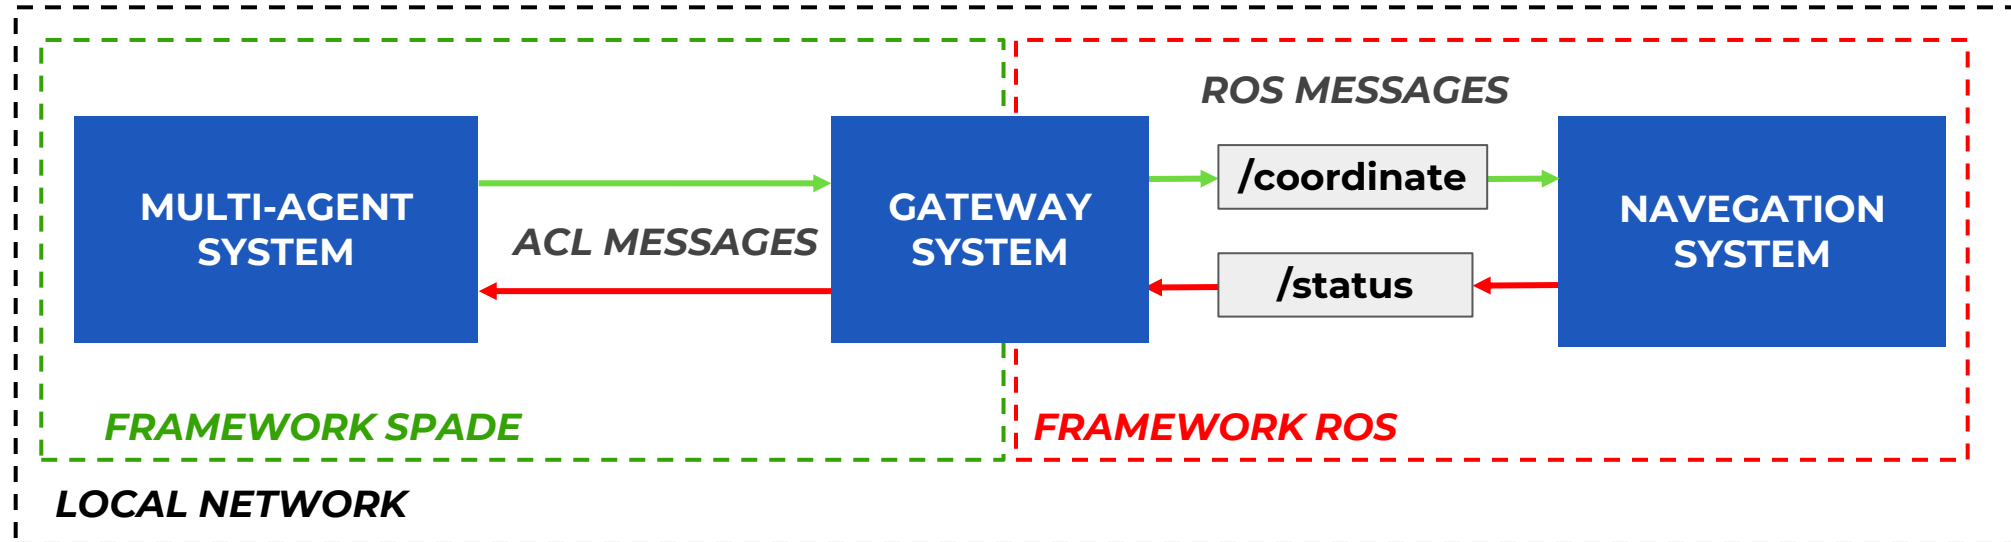 ROS MESSAGES
MULTI-AGENT
SYSTEM
ACL MESSAGES
GATEWAY
SYSTEM
/coordinate
/status
NAVEGATION
SYSTEM
FRAMEWORK SPADE
FRAMEWORK ROS
LOCAL NETWORK